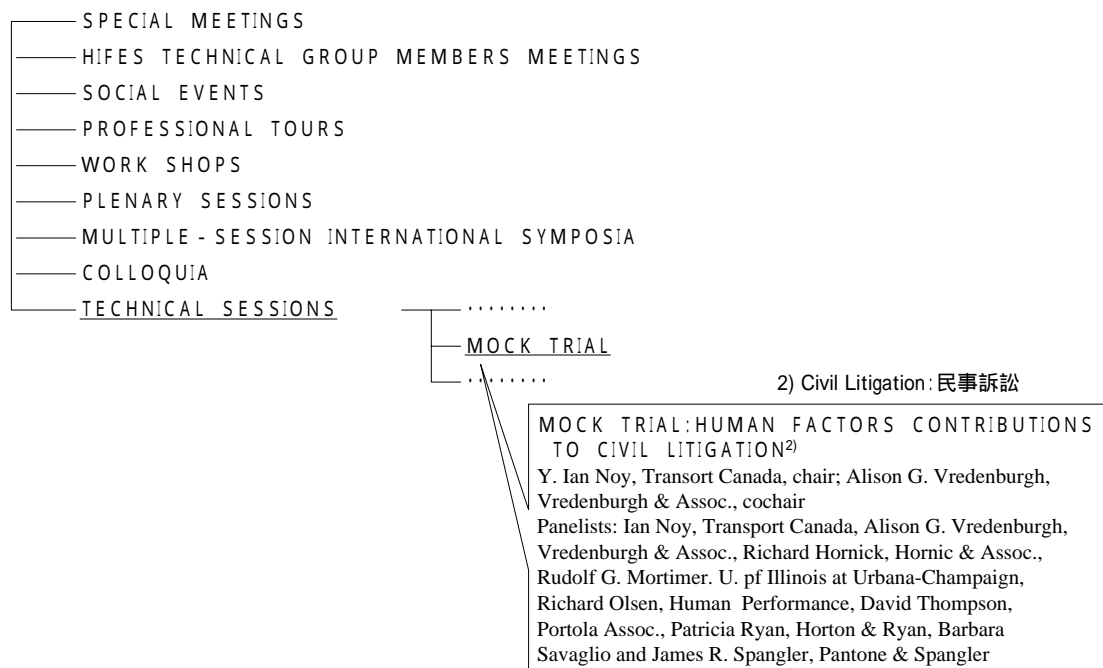 SPECIAL MEETINGS
HIFES TECHNICAL GROUP MEMBERS MEETINGS
SOCIAL EVENTS
PROFESSIONAL TOURS
WORK SHOPS
PLENARY SESSIONS
MULTIPLE-SESSION INTERNATIONAL SYMPOSIA
COLLOQUIA
TECHNICAL SESSIONS
········
MOCK TRIAL
········
2) Civil Litigation:民事訴訟
MOCK TRIAL:HUMAN FACTORS CONTRIBUTIONS
TO CIVIL LITIGATION2)
Y. Ian Noy, Transort Canada, chair; Alison G. Vredenburgh,
Vredenburgh & Assoc., cochair
Panelists: Ian Noy, Transport Canada, Alison G. Vredenburgh,
Vredenburgh & Assoc., Richard Hornick, Hornic & Assoc.,
Rudolf G. Mortimer. U. pf Illinois at Urbana-Champaign,
Richard Olsen, Human Performance, David Thompson,
Portola Assoc., Patricia Ryan, Horton & Ryan, Barbara
Savaglio and James R. Spangler, Pantone & Spangler